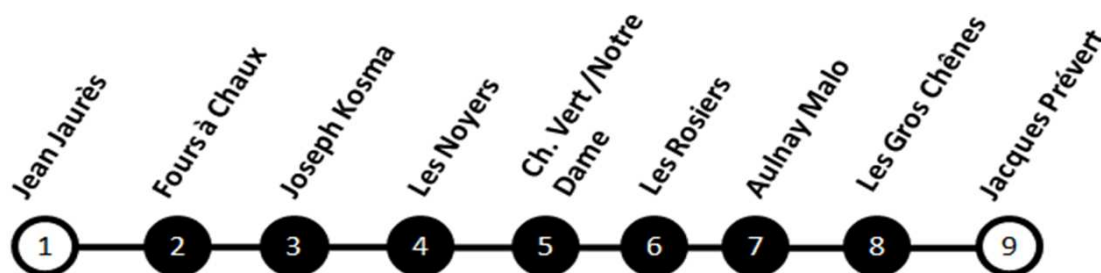 Jean Jaurès
Fours à Chaux
Joseph Kosma
Les Noyers
Ch. Vert /Notre
Dame
Les Rosiers
Aulnay Malo
Les Gros Chênes
Jacques Prévert
1 2 3 4 5 6 7 8 9